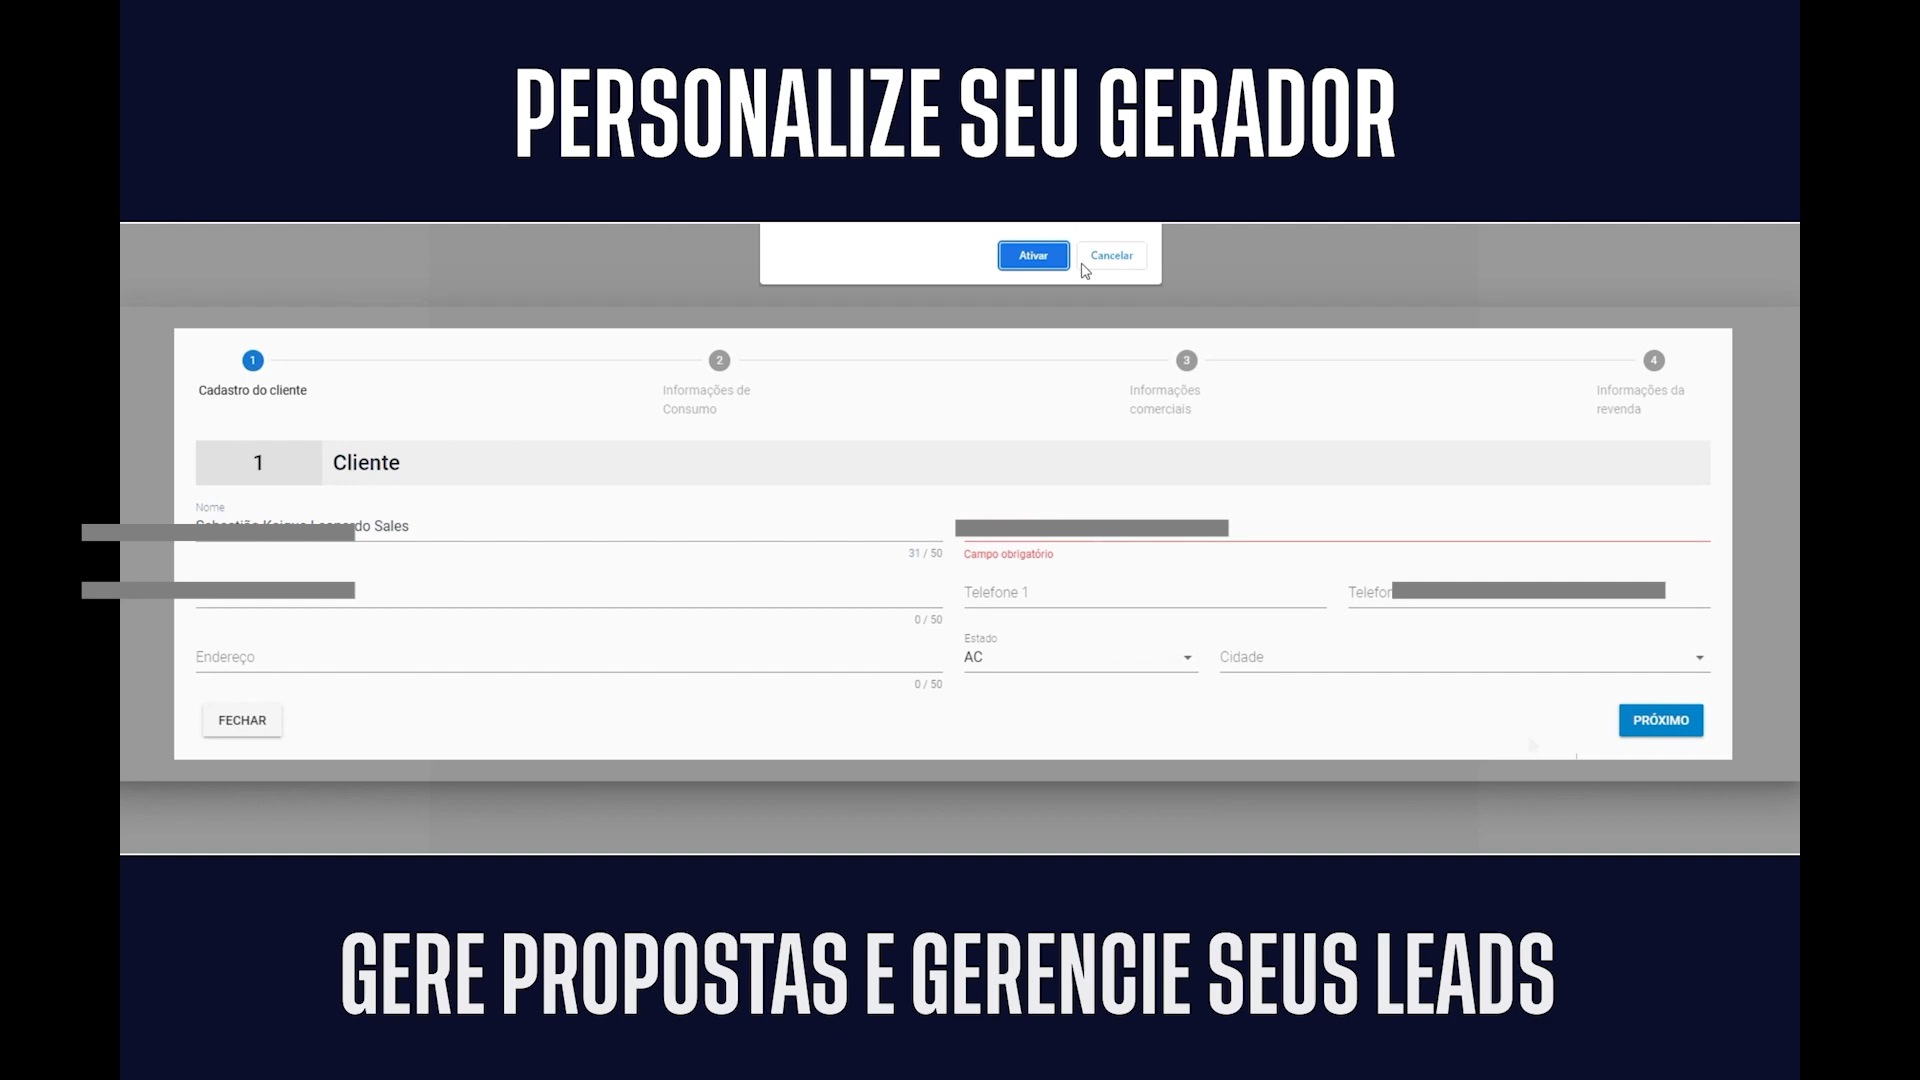 PERSONALIZE SEU GERADOR
Ativar
Cancelar
1
2
3
4
Cadastro do cliente
Informações de
Consumo
Informações
comerciais
Informações da
revenda
1
Cliente
Nome
Sales
31 / 50
Campo obrigatório
Telefone 1
0 / 50
Estado
Endereço
AC
Cidade
0 / 50
FECHAR
PRÓXIMO
GERE PROPOSTAS E GERENCIE SEUS LEADS